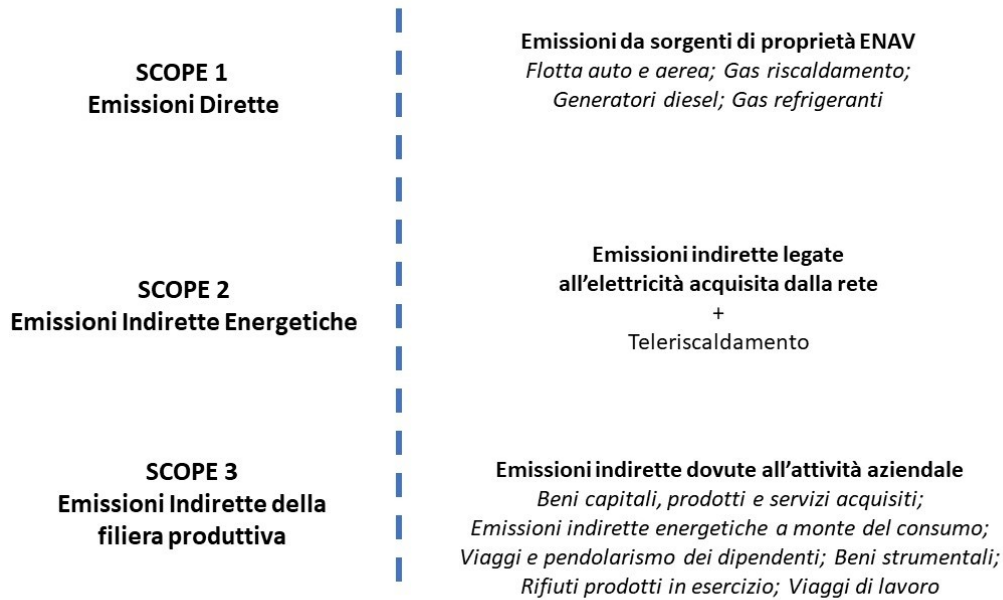 SCOPE 1
Emissioni Dirette
Emissioni da sorgenti di proprietà ENAV
Flotta auto e aerea; Gas riscaldamento;
Generatori diesel; Gas refrigeranti
SCOPE 2
Emissioni Indirette Energetiche
Emissioni indirette legate
all’elettricità acquisita dalla rete
+
Teleriscaldamento
SCOPE 3
Emissioni Indirette della
filiera produttiva
Emissioni indirette dovute all’attività aziendale
Beni capitali, prodotti e servizi acquisiti;
Emissioni indirette energetiche a monte del consumo;
Viaggi e pendolarismo dei dipendenti; Beni strumentali;
Rifiuti prodotti in esercizio; Viaggi di lavoro